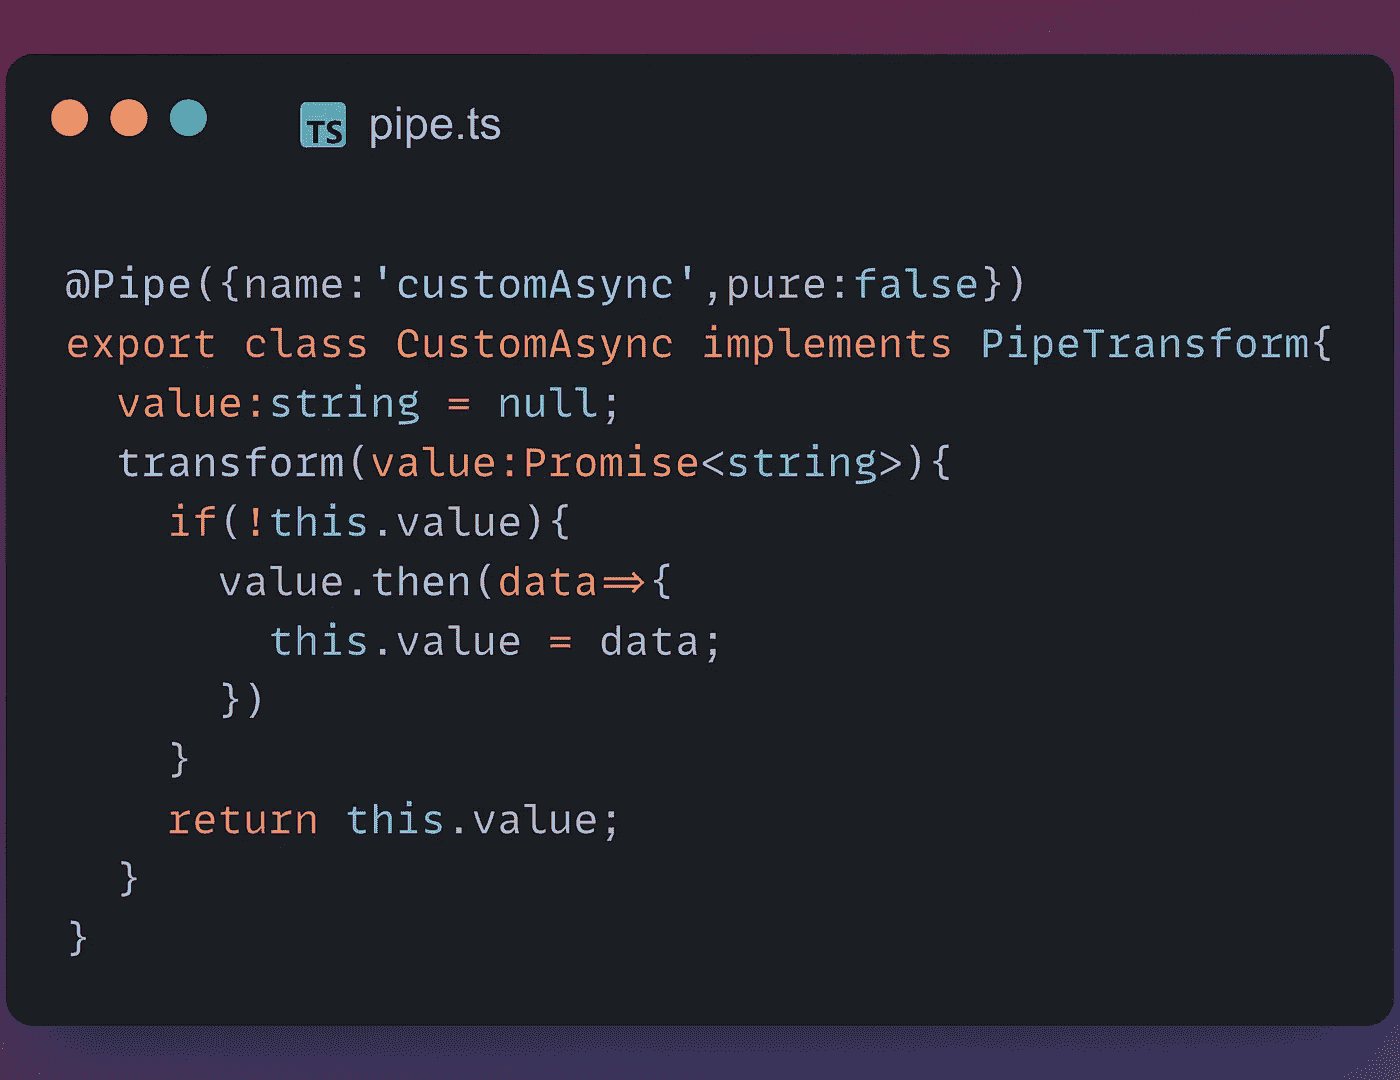 TS pipe.ts
@Pipe({name:'customAsync',pure:false})
export class CustomAsync implements PipeTransform{
  value:string = null;
  transform(value:Promise<string>){
    if(!this.value){
      value.then(data=>{
        this.value = data;
      })
    }
    return this.value;
  }
}